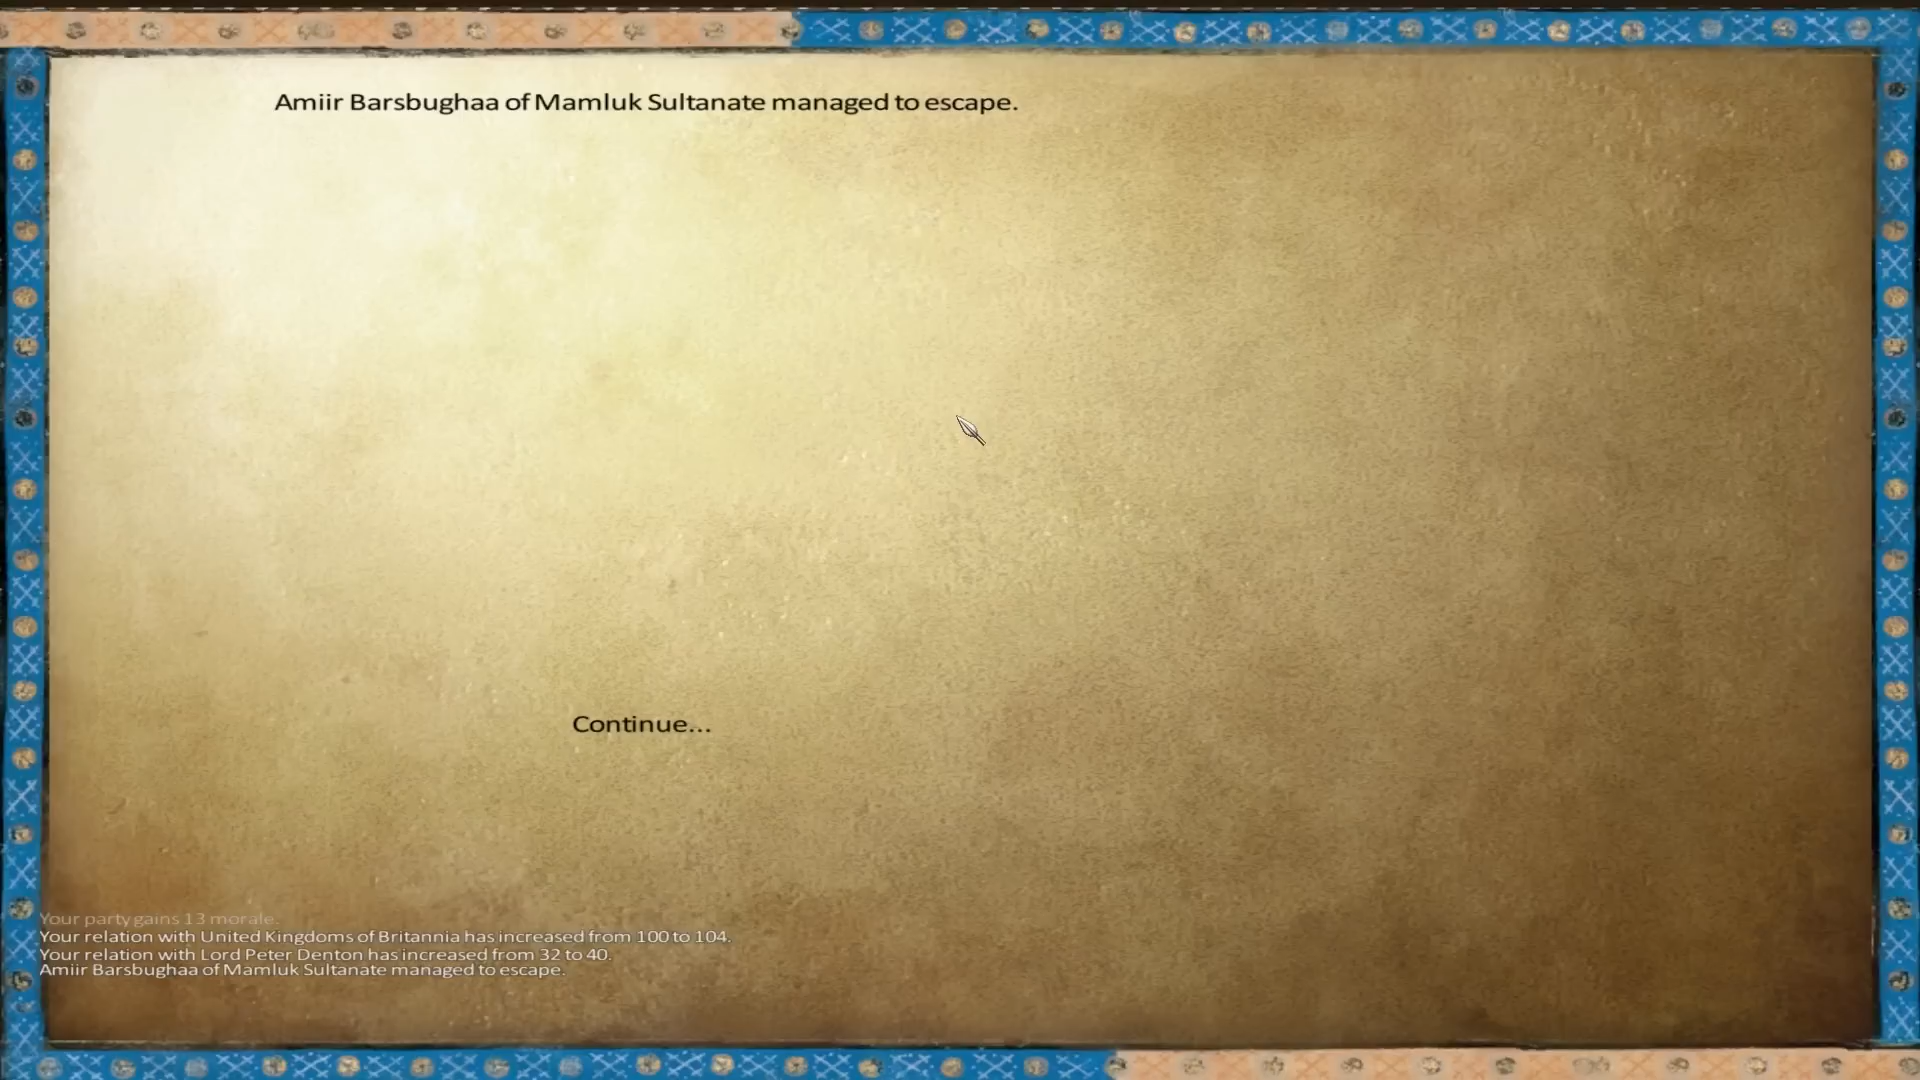 Amiir Barsbughaa of Mamluk Sultanate managed to escape.
Continue...
Your party gains 13 morale.
Your relation with United Kingdoms of Britannia has increased from 100 to 104.
Your relation with Lord Peter Denton has increased from 32 to 40.
Amiir Barsbughaa of Mamluk Sultanate managed to escape.